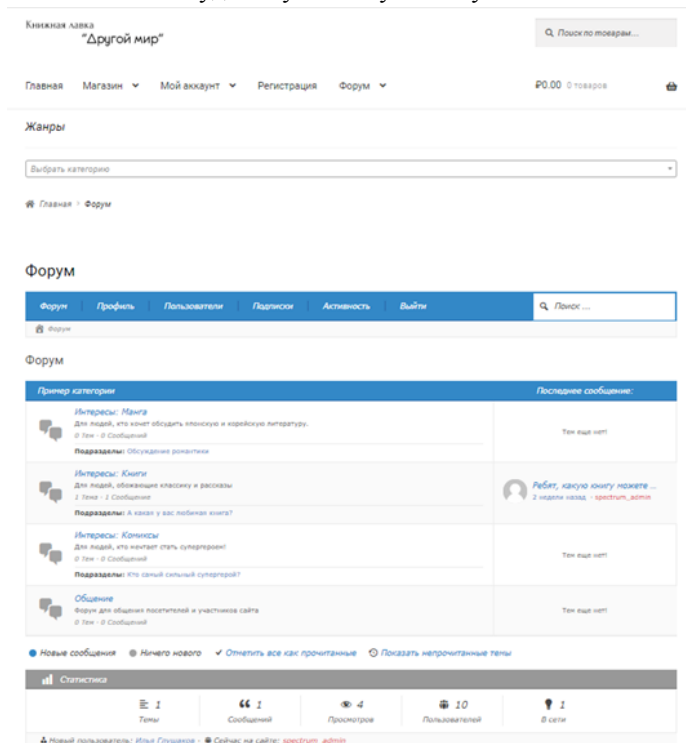 Книжная лавка
"Другой мир"
Поиск по товарам...
Главная Магазин Мой аккаунт Регистрация Форум ₽0.00 0 товаров
Жанры
Выбрать категорию
Главная Форум
Форум
Форум Профиль Пользователи Подписки Активность Выйти Поиск ...
Форум
Форум
Пример категории Последнее сообщение:
Интересы: Манга
Для людей, кто хочет обсудить японскую и корейскую литературу.
0 Тем - 0 Сообщений
Подразделы: Обсуждение романтики
Тем еще нет!
Интересы: Книги
Для людей, обожающие классику и рассказы
1 Тема - 1 Сообщение
Подразделы: А какая у вас любимая книга?
Ребят, какую книгу можете ...
2 недели назад - spectrum_admin
Интересы: Комиксы
Для людей, кто мечтает стать супергероем!
0 Тем - 0 Сообщений
Подразделы: Кто самый сильный супергерой?
Тем еще нет!
Общение
Форум для общения посетителей и участников сайта
0 Тем - 0 Сообщений
Тем еще нет!
Новые сообщения Ничего нового Отметить все как прочитанные Показать непрочитанные темы
Статистика
1 1 4 10 1
Темы Сообщений Просмотров Пользователей В сети
Новый пользователь: Илья Глушаков - Сейчас на сайте: spectrum_admin